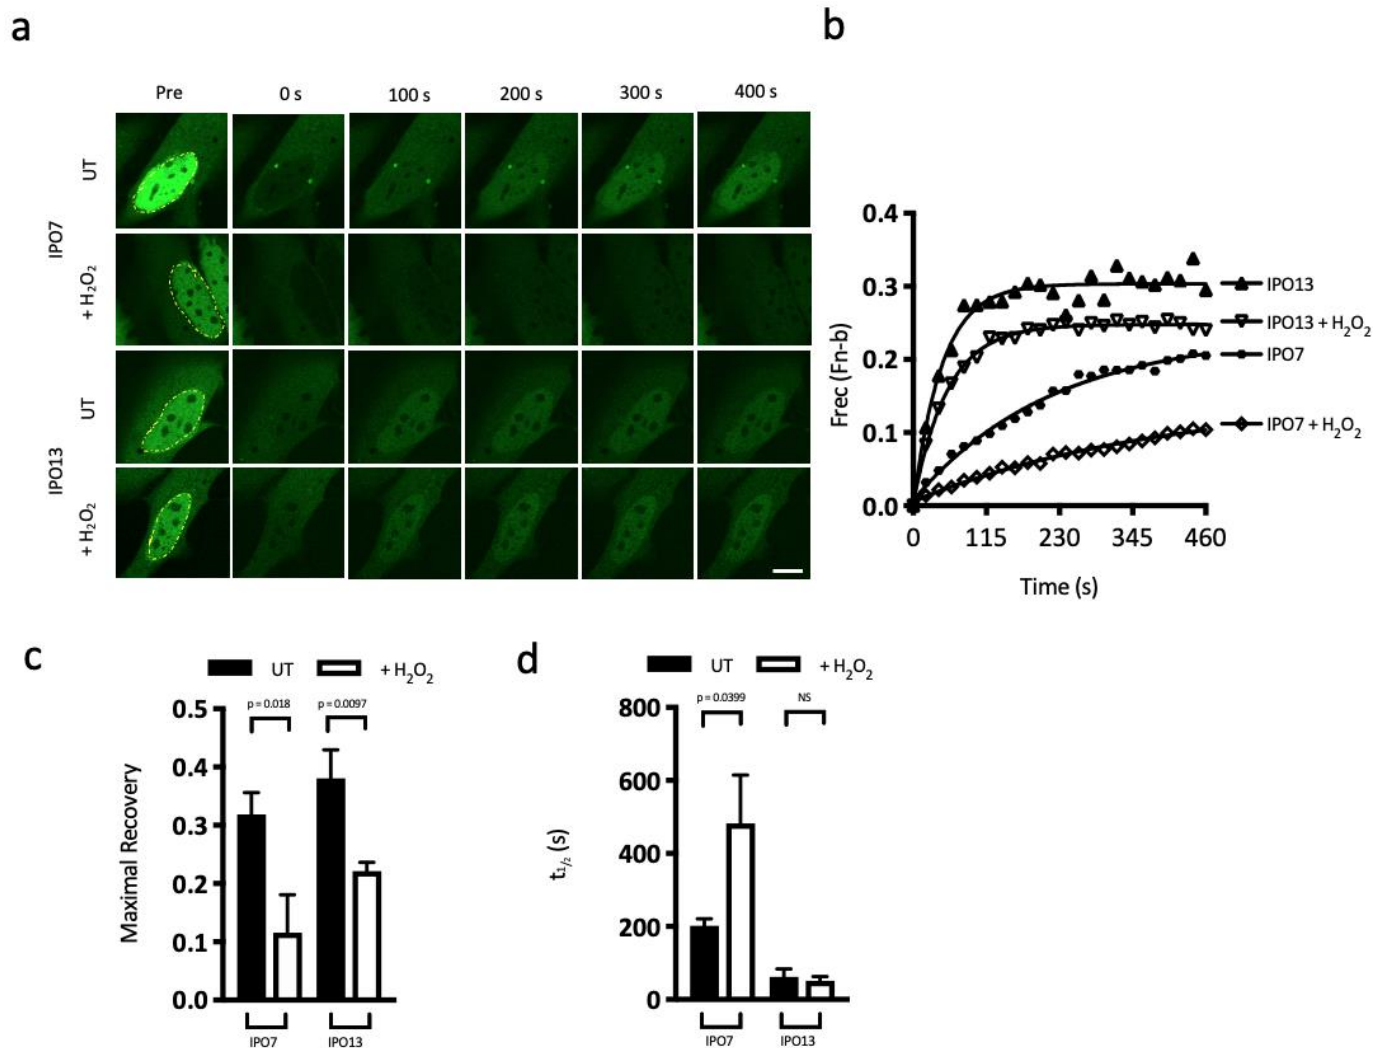 a
Pre 0 s 100 s 200 s 300 s 400 s
IPO7
UT
+ H2O2
IPO13
UT
+ H2O2
b
Frec (Fn-b)
0.4
0.3
0.2
0.1
0.0
0 115 230 345 460
Time (s)
IPO13
IPO13 + H2O2
IPO7
IPO7 + H2O2
c
UT + H2O2
Maximal Recovery
p = 0.018 p = 0.0097
0.5
0.4
0.3
0.2
0.1
0.0
IPO7 IPO13
d
UT + H2O2
t1/2 (s)
p = 0.0399 NS
800
600
400
200
0
IPO7 IPO13